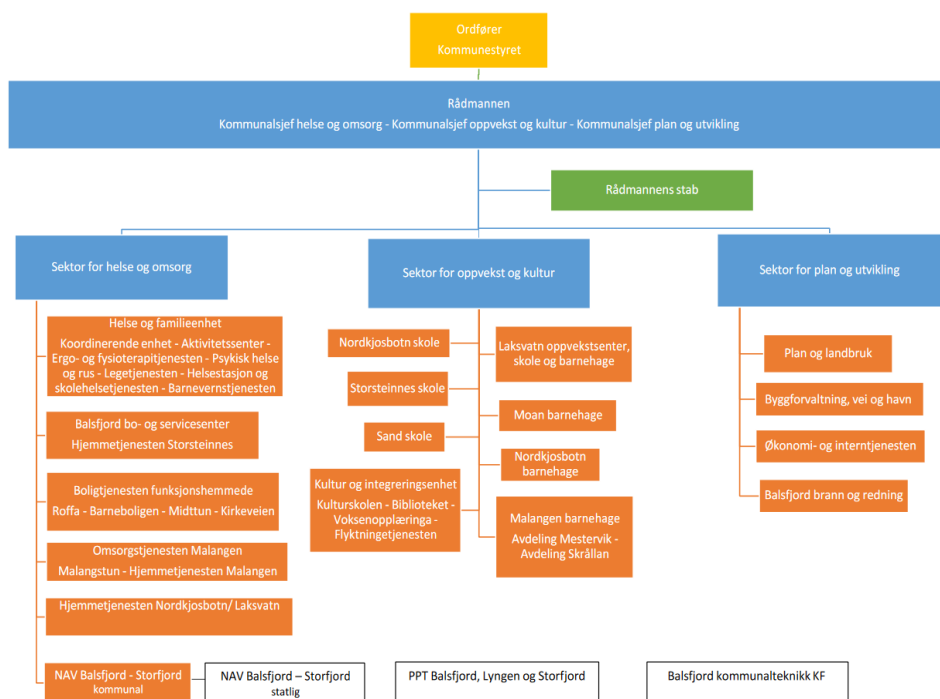 Ordfører
Kommunestyret
Rådmannen
Kommunalsjef helse og omsorg - Kommunalsjef oppvekst og kultur - Kommunalsjef plan og utvikling
Rådmannens stab
Sektor for helse og omsorg
Helse og familieenhet
Koordinerende enhet - Aktivitetssenter -
Ergo- og fysioterapitjenesten - Psykisk helse
og rus - Legetjenesten - Helsestasjon og
skolehelsetjenesten - Barnevernstjenesten
Balsfjord bo- og servicesenter
Hjemmetjenesten Storsteinnes
Boligtjenesten funksjonshemmede
Roffa - Barneboligen - Midttun - Kirkeveien
Omsorgstjenesten Malangen
Malangstun - Hjemmetjenesten Malangen
Hjemmetjenesten Nordkjosbotn/ Laksvatn
NAV Balsfjord - Storfjord
kommunal
NAV Balsfjord – Storfjord
statlig
Sektor for oppvekst og kultur
Nordkjosbotn skole
Storsteinnes skole
Sand skole
Kultur og integreringsenhet
Kulturskolen - Biblioteket -
Voksenopplæringa -
Flyktningetjenesten
Laksvatn oppvekstsenter,
skole og barnehage
Moan barnehage
Nordkjosbotn
barnehage
Malangen barnehage
Avdeling Mestervik -
Avdeling Skrållan
PPT Balsfjord, Lyngen og Storfjord
Sektor for plan og utvikling
Plan og landbruk
Byggforvaltning, vei og havn
Økonomi- og interntjenesten
Balsfjord brann og redning
Balsfjord kommunalteknikk KF